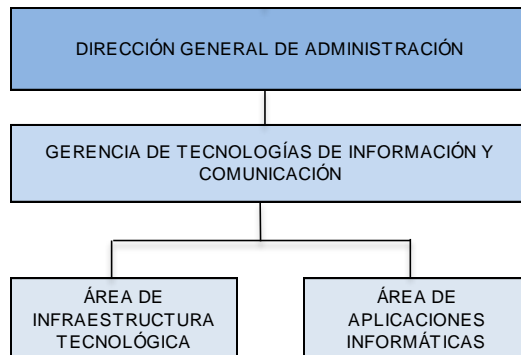 DIRECCIÓN GENERAL DE ADMINISTRACIÓN
GERENCIA DE TECNOLOGÍAS DE INFORMACIÓN Y
COMUNICACIÓN
ÁREA DE
INFRAESTRUCTURA
TECNOLÓGICA
ÁREA DE
APLICACIONES
INFORMÁTICAS